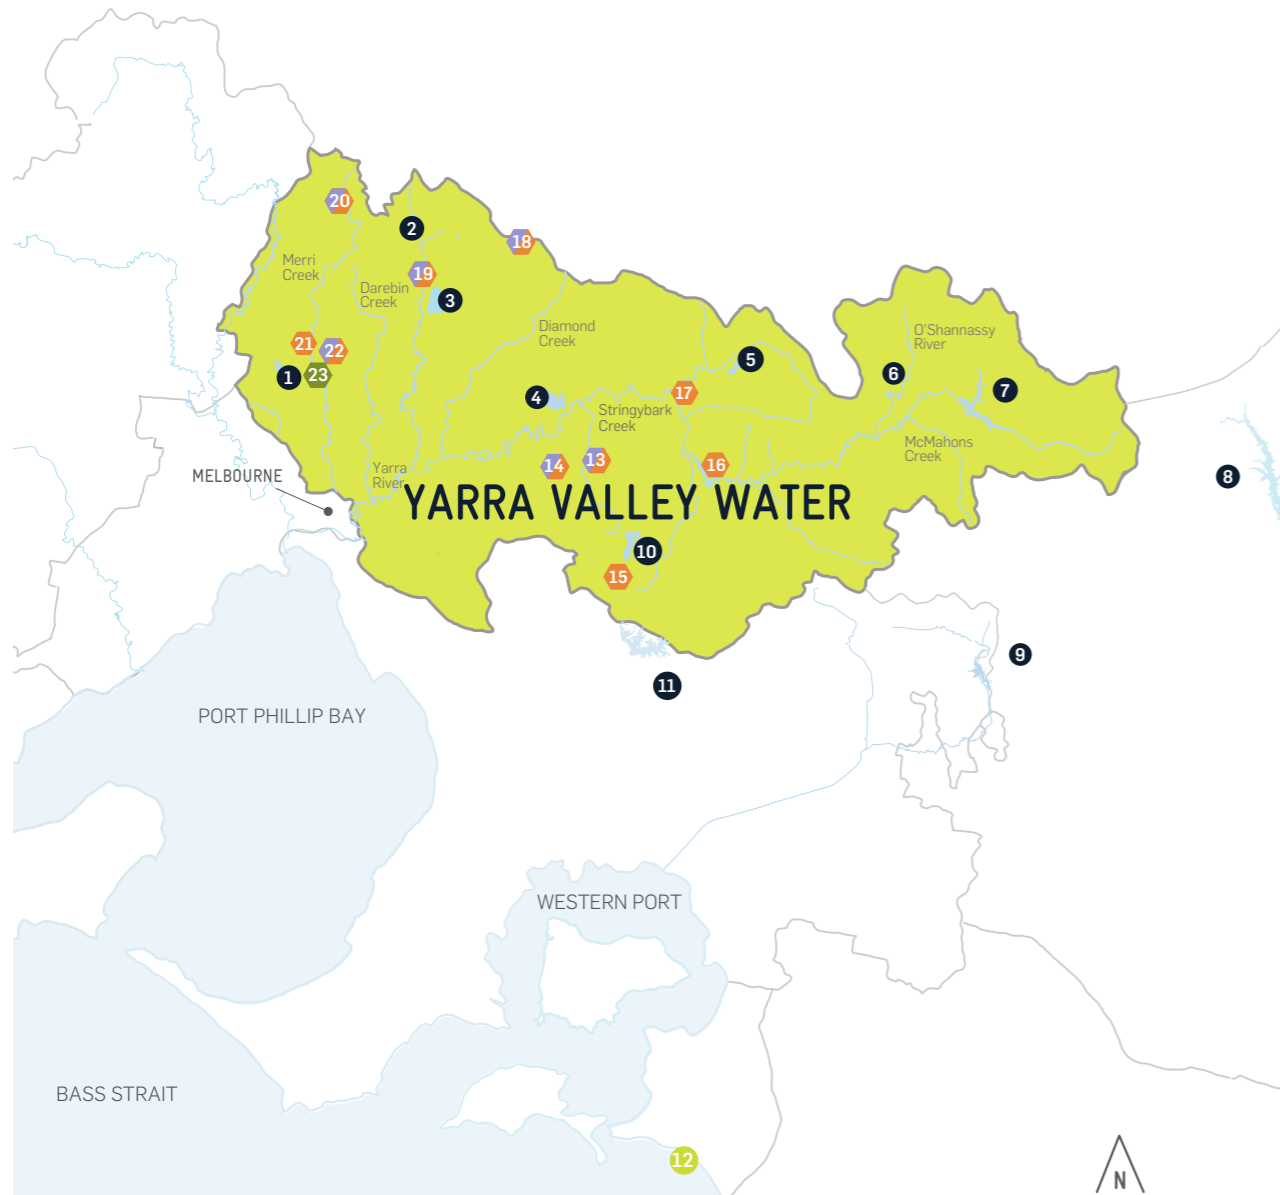 20
2
18
Merri
Creek
19
Darebin
Creek
3
Diamond
Creek
O'Shannassy
River
21
22
1
23
5
6
7
4
17
Stringybark
Creek
McMahons
Creek
MELBOURNE
Yarra
River
14
13
16
8
YARRA VALLEY WATER
10
15
9
11
PORT PHILLIP BAY
WESTERN PORT
BASS STRAIT
12
N